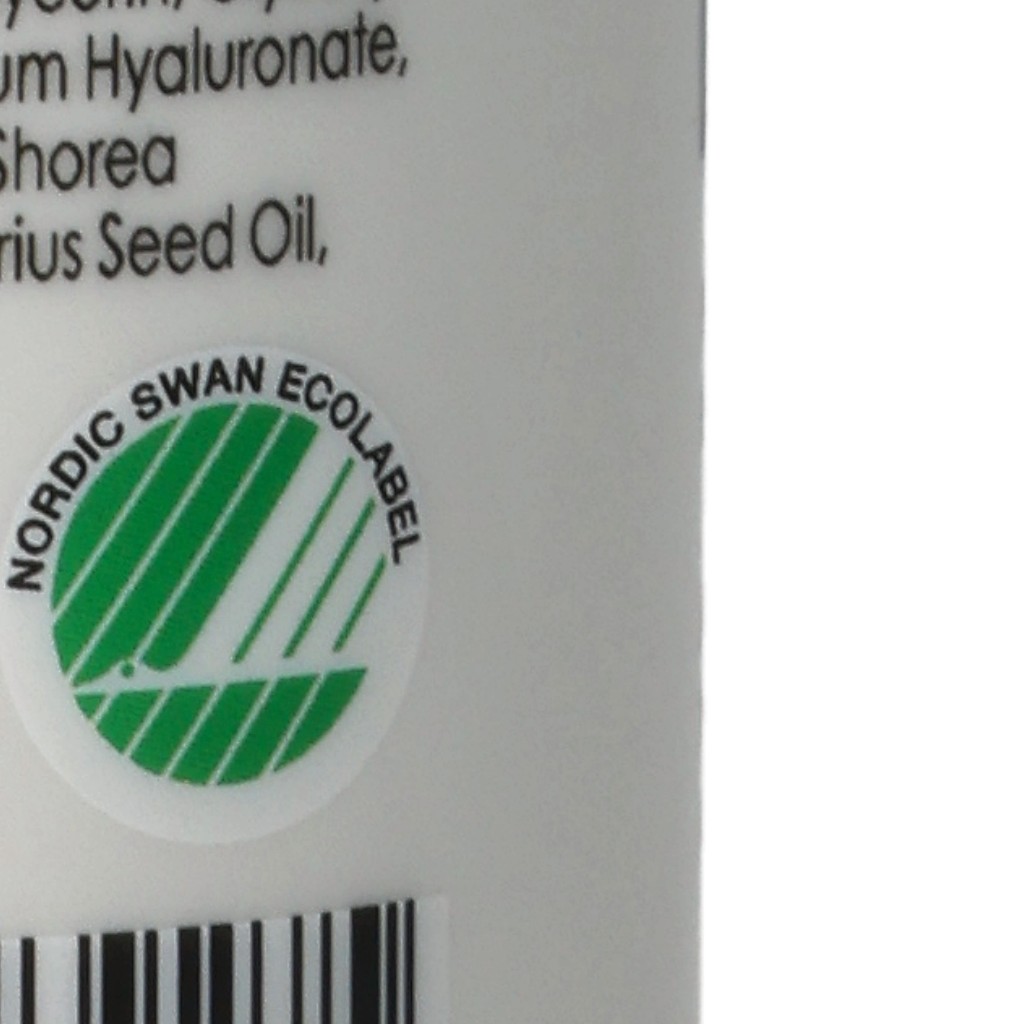 um Hyaluronate,
Shorea
rius Seed Oil,
NORDIC SWAN ECOLABEL